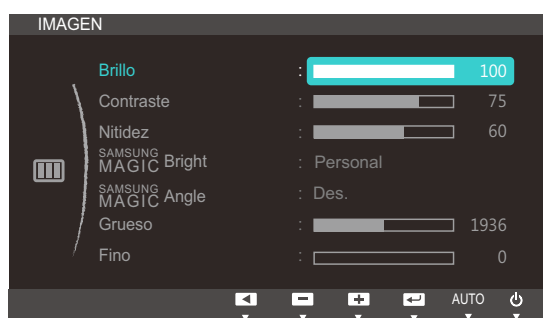 IMAGEN
Brillo : 100
Contraste : 75
Nitidez : 60
SAMSUNG MAGIC Bright : Personal
SAMSUNG MAGIC Angle : Des.
Grueso : 1936
Fino : 0
AUTO